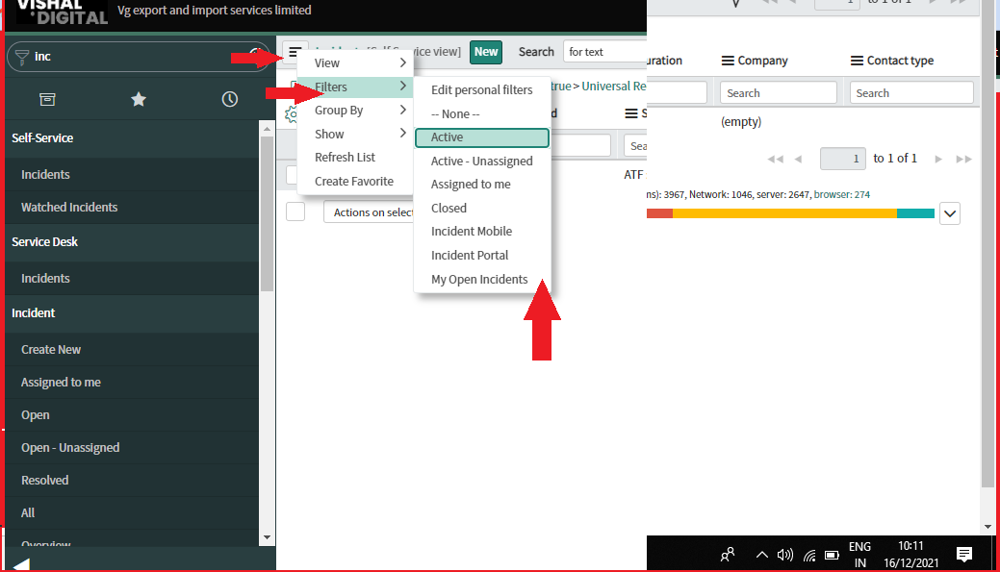 VISHAL
DIGITAL
Vg export and import services limited
to 1 of 1
inc
[Self Service view]
New
Search
for text
View
Filters
Group By
Show
Refresh List
Create Favorite
Edit personal filters
-- None --
Active
Active - Unassigned
Assigned to me
Closed
Incident Mobile
Incident Portal
My Open Incidents
true > Universal Re
uration
Company
Contact type
d
S
Search
Search
Sea
(empty)
ATF
1
to 1 of 1
Actions on select
ns): 3967, Network: 1046, server: 2647, browser: 274
Self-Service
Incidents
Watched Incidents
Service Desk
Incidents
Incident
Create New
Assigned to me
Open
Open - Unassigned
Resolved
All
Overview
ENG
IN
10:11
16/12/2021